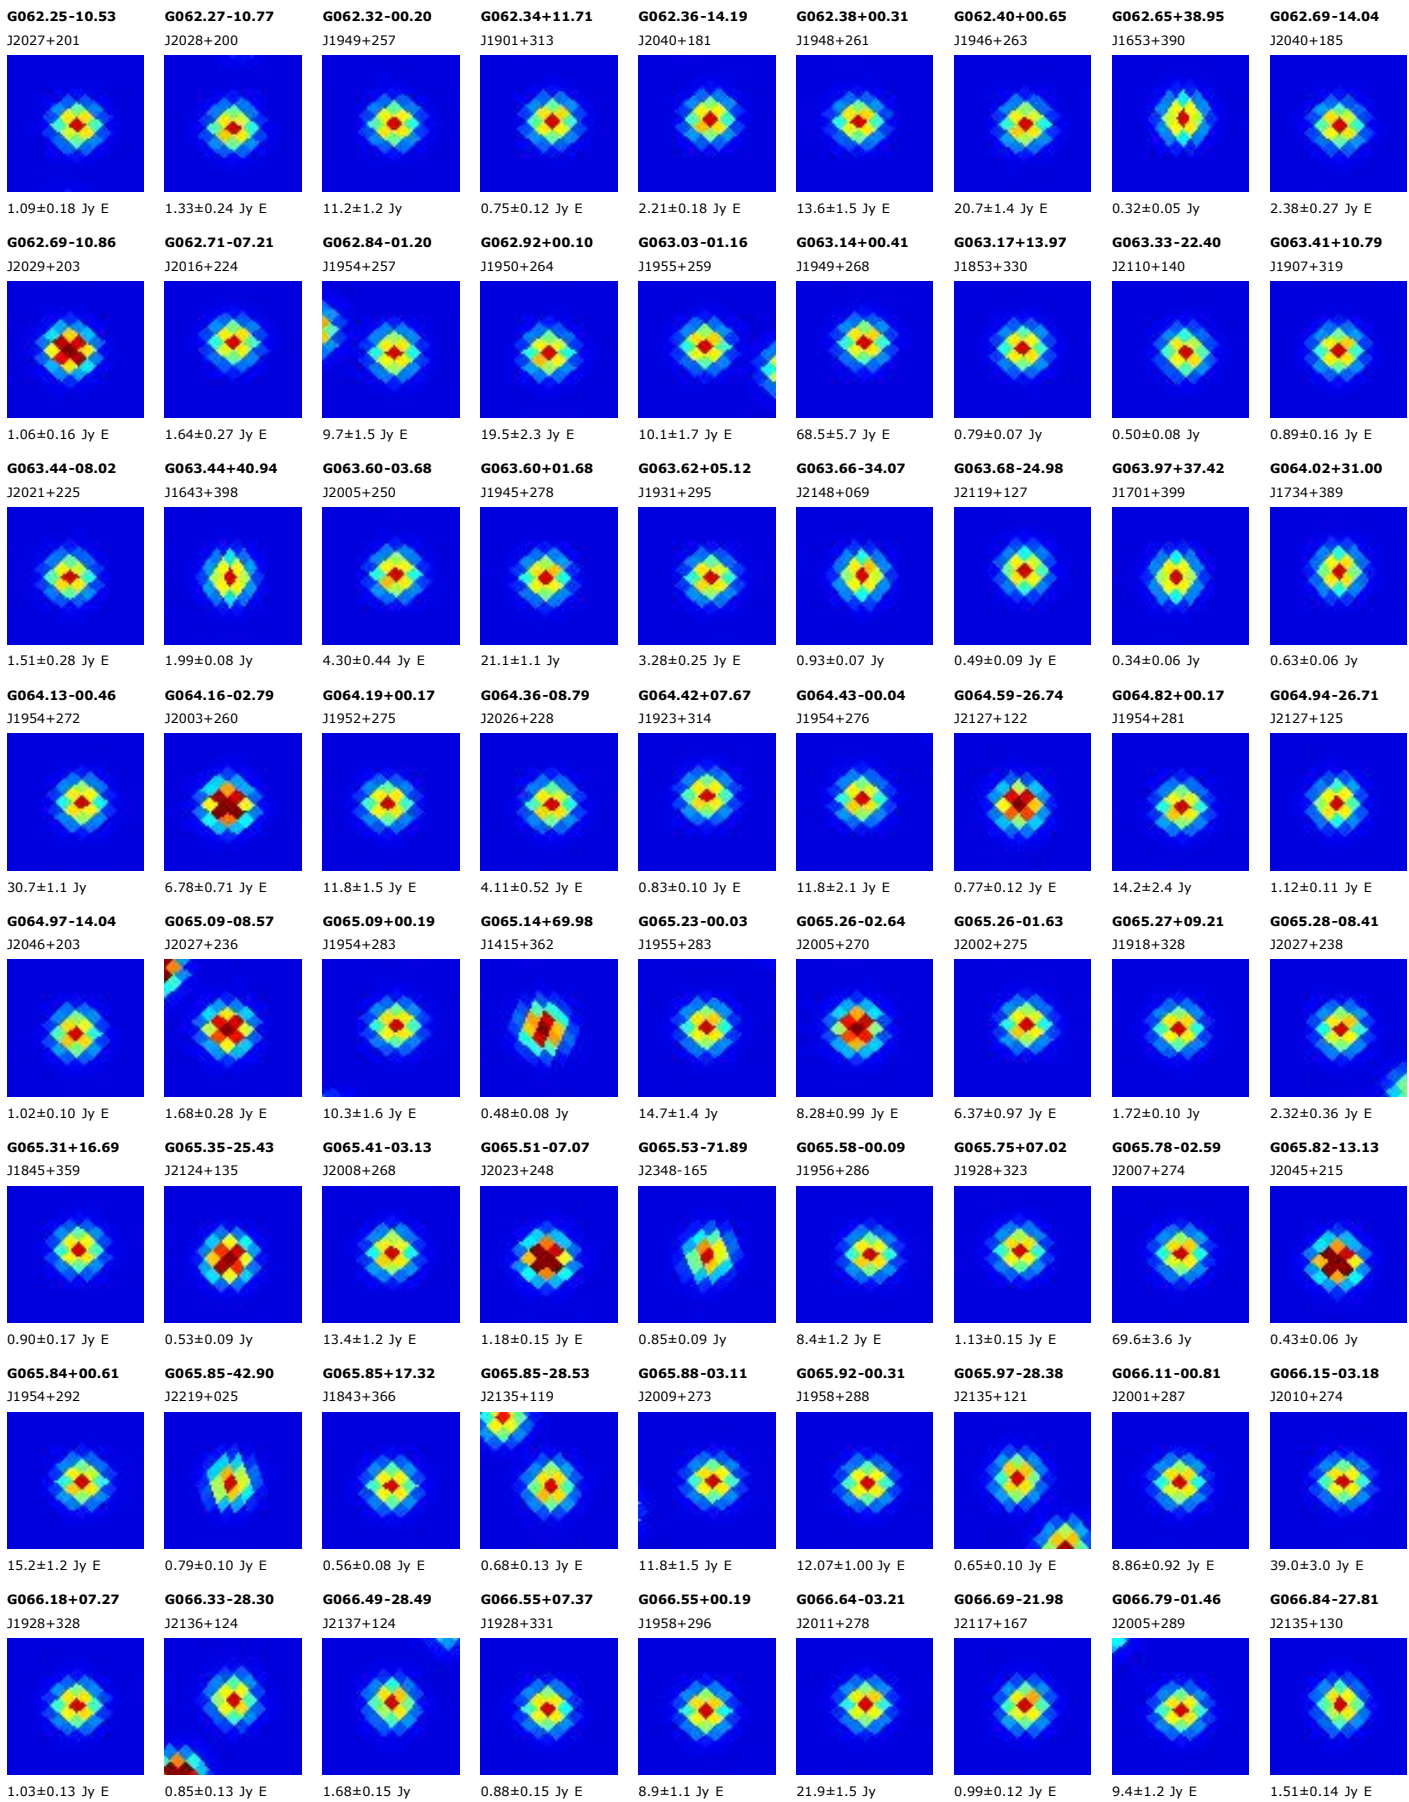 G062.25-10.53 G062.27-10.77 G062.32-00.20 G062.34+11.71 G062.36-14.19 G062.38+00.31 G062.40+00.65 G062.65+38.95 G062.69-14.04
J2027+201 J2028+200 J1949+257 J1901+313 J2040+181 J1948+261 J1946+263 J1653+390 J2040+185
1.09±0.18 Jy E 1.33±0.24 Jy E 11.2±1.2 Jy 0.75±0.12 Jy E 2.21±0.18 Jy E 13.6±1.5 Jy E 20.7±1.4 Jy E 0.32±0.05 Jy 2.38±0.27 Jy E
G062.69-10.86 G062.71-07.21 G062.84-01.20 G062.92+00.10 G063.03-01.16 G063.14+00.41 G063.17+13.97 G063.33-22.40 G063.41+10.79
J2029+203 J2016+224 J1954+257 J1950+264 J1955+259 J1949+268 J1853+330 J2110+140 J1907+319
1.06±0.16 Jy E 1.64±0.27 Jy E 9.7±1.5 Jy E 19.5±2.3 Jy E 10.1±1.7 Jy E 68.5±5.7 Jy E 0.79±0.07 Jy 0.50±0.08 Jy 0.89±0.16 Jy E
G063.44-08.02 G063.44+40.94 G063.60-03.68 G063.60+01.68 G063.62+05.12 G063.66-34.07 G063.68-24.98 G063.97+37.42 G064.02+31.00
J2021+225 J1643+398 J2005+250 J1945+278 J1931+295 J2148+069 J2119+127 J1701+399 J1734+389
1.51±0.28 Jy E 1.99±0.08 Jy 4.30±0.44 Jy E 21.1±1.1 Jy 3.28±0.25 Jy E 0.93±0.07 Jy 0.49±0.09 Jy E 0.34±0.06 Jy 0.63±0.06 Jy
G064.13-00.46 G064.16-02.79 G064.19+00.17 G064.36-08.79 G064.42+07.67 G064.43-00.04 G064.59-26.74 G064.82+00.17 G064.94-26.71
J1954+272 J2003+260 J1952+275 J2026+228 J1923+314 J1954+276 J2127+122 J1954+281 J2127+125
30.7±1.1 Jy 6.78±0.71 Jy E 11.8±1.5 Jy E 4.11±0.52 Jy E 0.83±0.10 Jy E 11.8±2.1 Jy E 0.77±0.12 Jy E 14.2±2.4 Jy 1.12±0.11 Jy E
G064.97-14.04 G065.09-08.57 G065.09+00.19 G065.14+69.98 G065.23-00.03 G065.26-02.64 G065.26-01.63 G065.27+09.21 G065.28-08.41
J2046+203 J2027+236 J1954+283 J1415+362 J1955+283 J2005+270 J2002+275 J1918+328 J2027+238
1.02±0.10 Jy E 1.68±0.28 Jy E 10.3±1.6 Jy E 0.48±0.08 Jy 14.7±1.4 Jy 8.28±0.99 Jy E 6.37±0.97 Jy E 1.72±0.10 Jy 2.32±0.36 Jy E
G065.31+16.69 G065.35-25.43 G065.41-03.13 G065.51-07.07 G065.53-71.89 G065.58-00.09 G065.75+07.02 G065.78-02.59 G065.82-13.13
J1845+359 J2124+135 J2008+268 J2023+248 J2348-165 J1956+286 J1928+323 J2007+274 J2045+215
0.90±0.17 Jy E 0.53±0.09 Jy 13.4±1.2 Jy E 1.18±0.15 Jy E 0.85±0.09 Jy 8.4±1.2 Jy E 1.13±0.15 Jy E 69.6±3.6 Jy 0.43±0.06 Jy
G065.84+00.61 G065.85-42.90 G065.85+17.32 G065.85-28.53 G065.88-03.11 G065.92-00.31 G065.97-28.38 G066.11-00.81 G066.15-03.18
J1954+292 J2219+025 J1843+366 J2135+119 J2009+273 J1958+288 J2135+121 J2001+287 J2010+274
15.2±1.2 Jy E 0.79±0.10 Jy E 0.56±0.08 Jy E 0.68±0.13 Jy E 11.8±1.5 Jy E 12.07±1.00 Jy E 0.65±0.10 Jy E 8.86±0.92 Jy E 39.0±3.0 Jy E
G066.18+07.27 G066.33-28.30 G066.49-28.49 G066.55+07.37 G066.55+00.19 G066.64-03.21 G066.69-21.98 G066.79-01.46 G066.84-27.81
J1928+328 J2136+124 J2137+124 J1928+331 J1958+296 J2011+278 J2117+167 J2005+289 J2135+130
1.03±0.13 Jy E 0.85±0.13 Jy E 1.68±0.15 Jy 0.88±0.15 Jy E 8.9±1.1 Jy E 21.9±1.5 Jy 0.99±0.12 Jy E 9.4±1.2 Jy E 1.51±0.14 Jy E